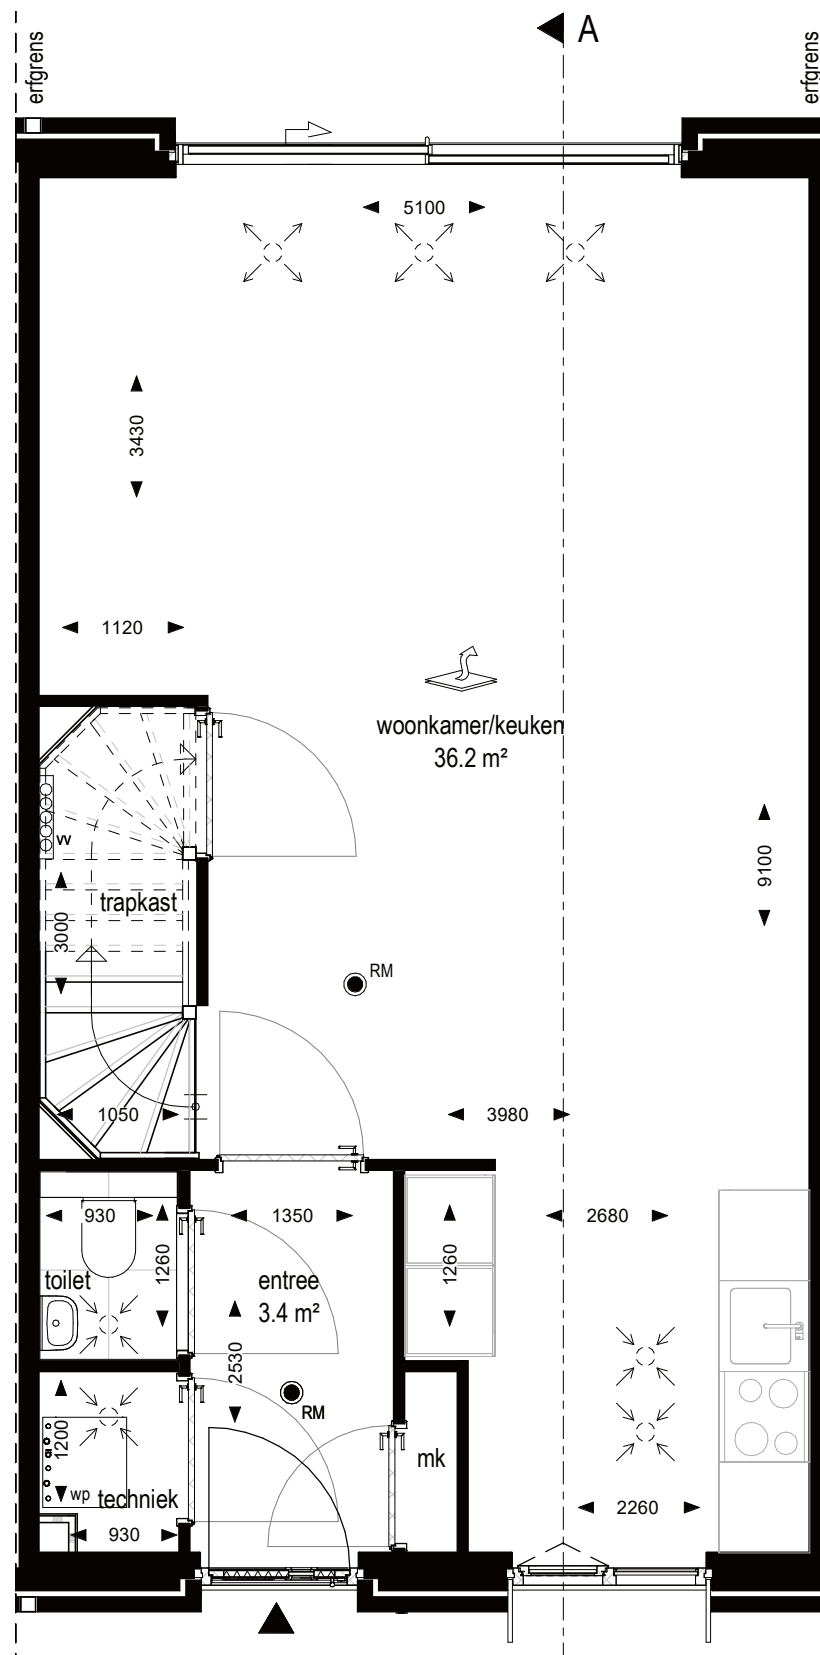 A
erfgrens
erfgrens
5100
3430
1120
woonkamer/keuken
36.2 m²
vv
9100
trapkast
3000
RM
1050
3980
930
1260
1350
1260
2680
toilet
entree
3.4 m²
2530
RM
1200
mk
wp
techniek
930
2260